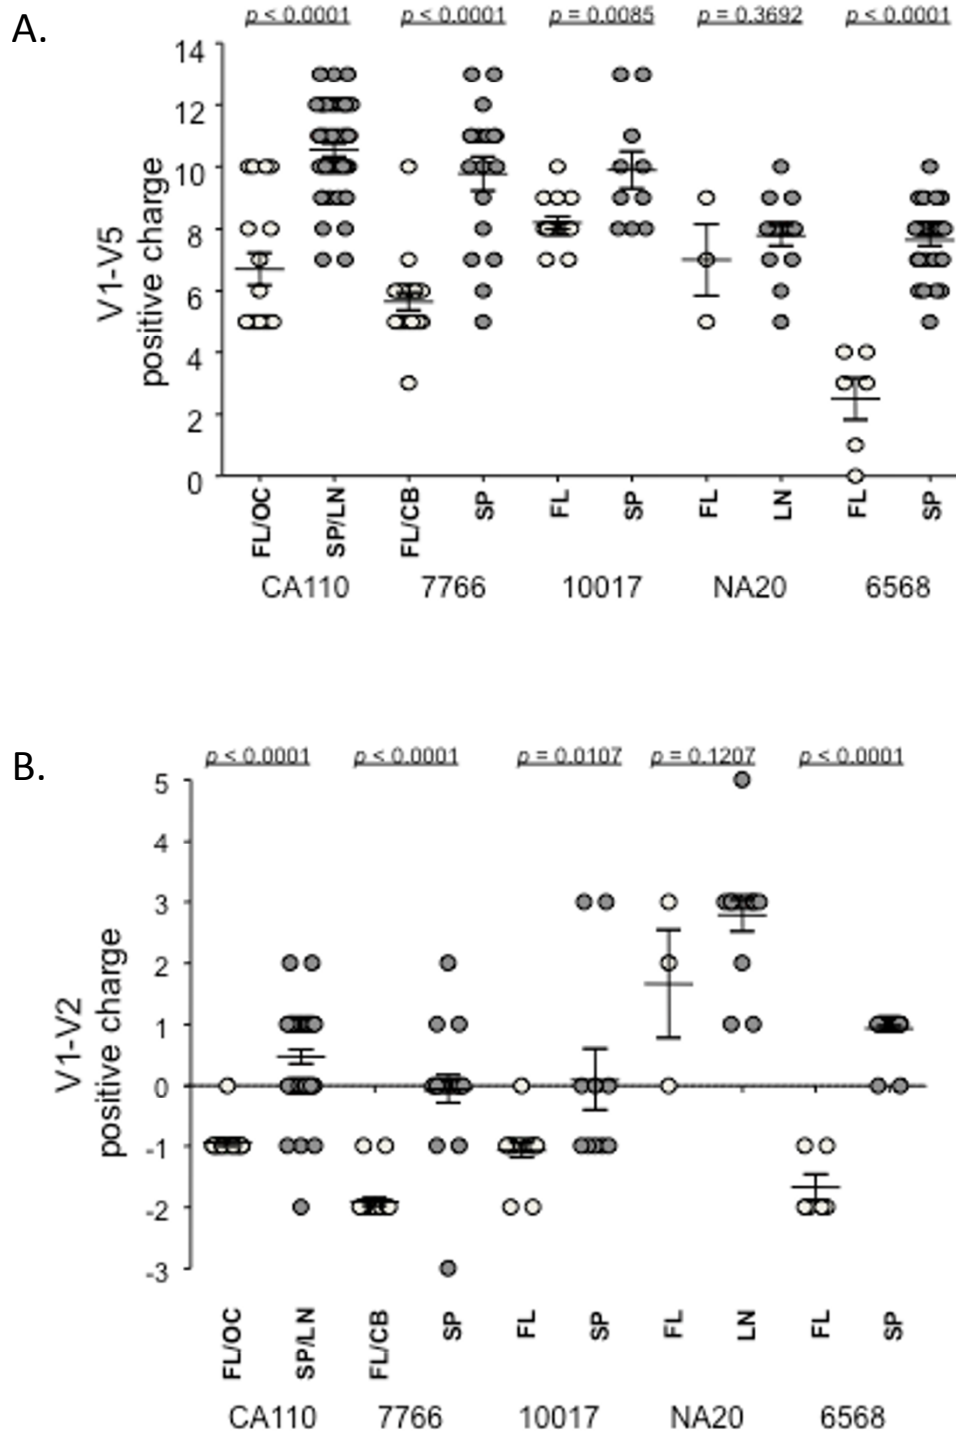 A.
p < 0.0001 p < 0.0001 p = 0.0085 p = 0.3692 p < 0.0001
V1-V5
positive charge
14
12
10
8
6
4
2
0
FL/OC SP/LN FL/CB SP FL SP FL LN FL SP
CA110 7766 10017 NA20 6568
B.
p < 0.0001 p < 0.0001 p = 0.0107 p = 0.1207 p < 0.0001
V1-V2
positive charge
5
4
3
2
1
0
-1
-2
-3
FL/OC SP/LN FL/CB SP FL SP FL LN FL SP
CA110 7766 10017 NA20 6568